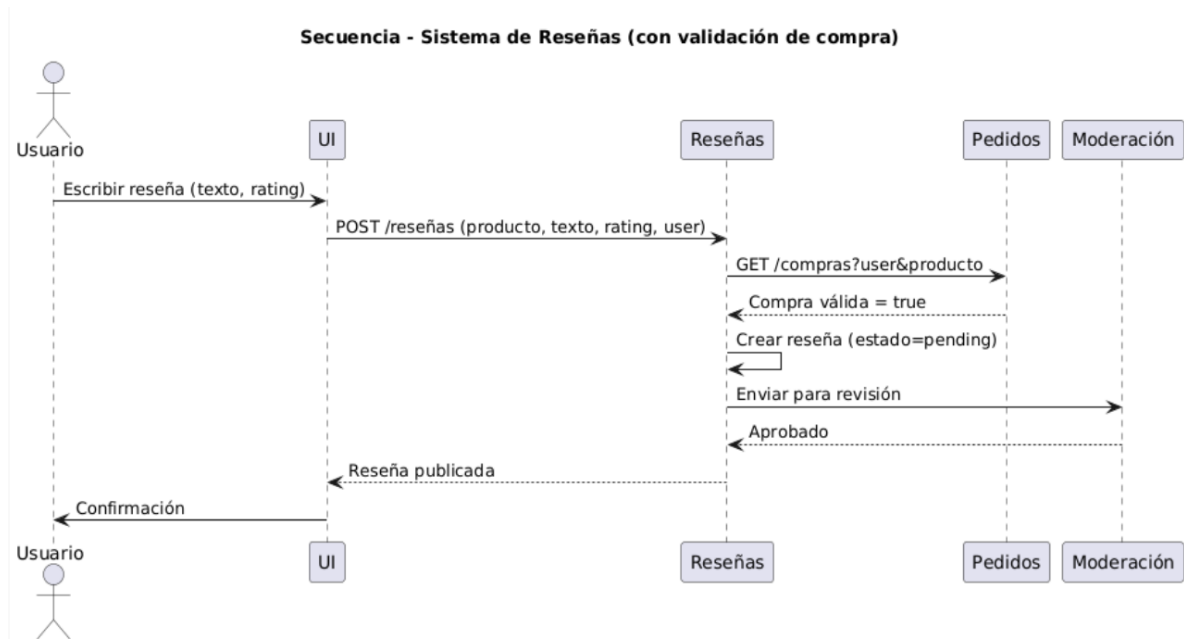 Secuencia - Sistema de Reseñas (con validación de compra)
Usuario
UI
Reseñas
Pedidos
Moderación
Escribir reseña (texto, rating)
POST /reseñas (producto, texto, rating, user)
GET /compras?user&producto
Compra válida = true
Crear reseña (estado=pending)
Enviar para revisión
Aprobado
Reseña publicada
Confirmación
Usuario
UI
Reseñas
Pedidos
Moderación